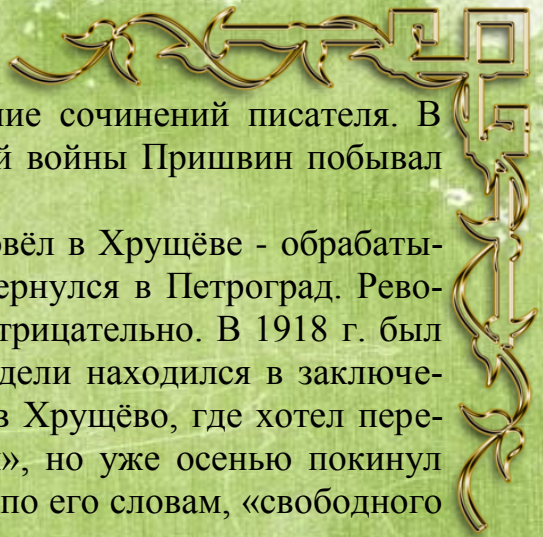 ние сочинений писателя. В
й войны Пришвин побывал
овёл в Хрущёве - обрабаты-
ернулся в Петроград. Рево-
трицательно. В 1918 г. был
дели находился в заключе-
в Хрущёво, где хотел пере-
», но уже осенью покинул
по его словам, «свободного